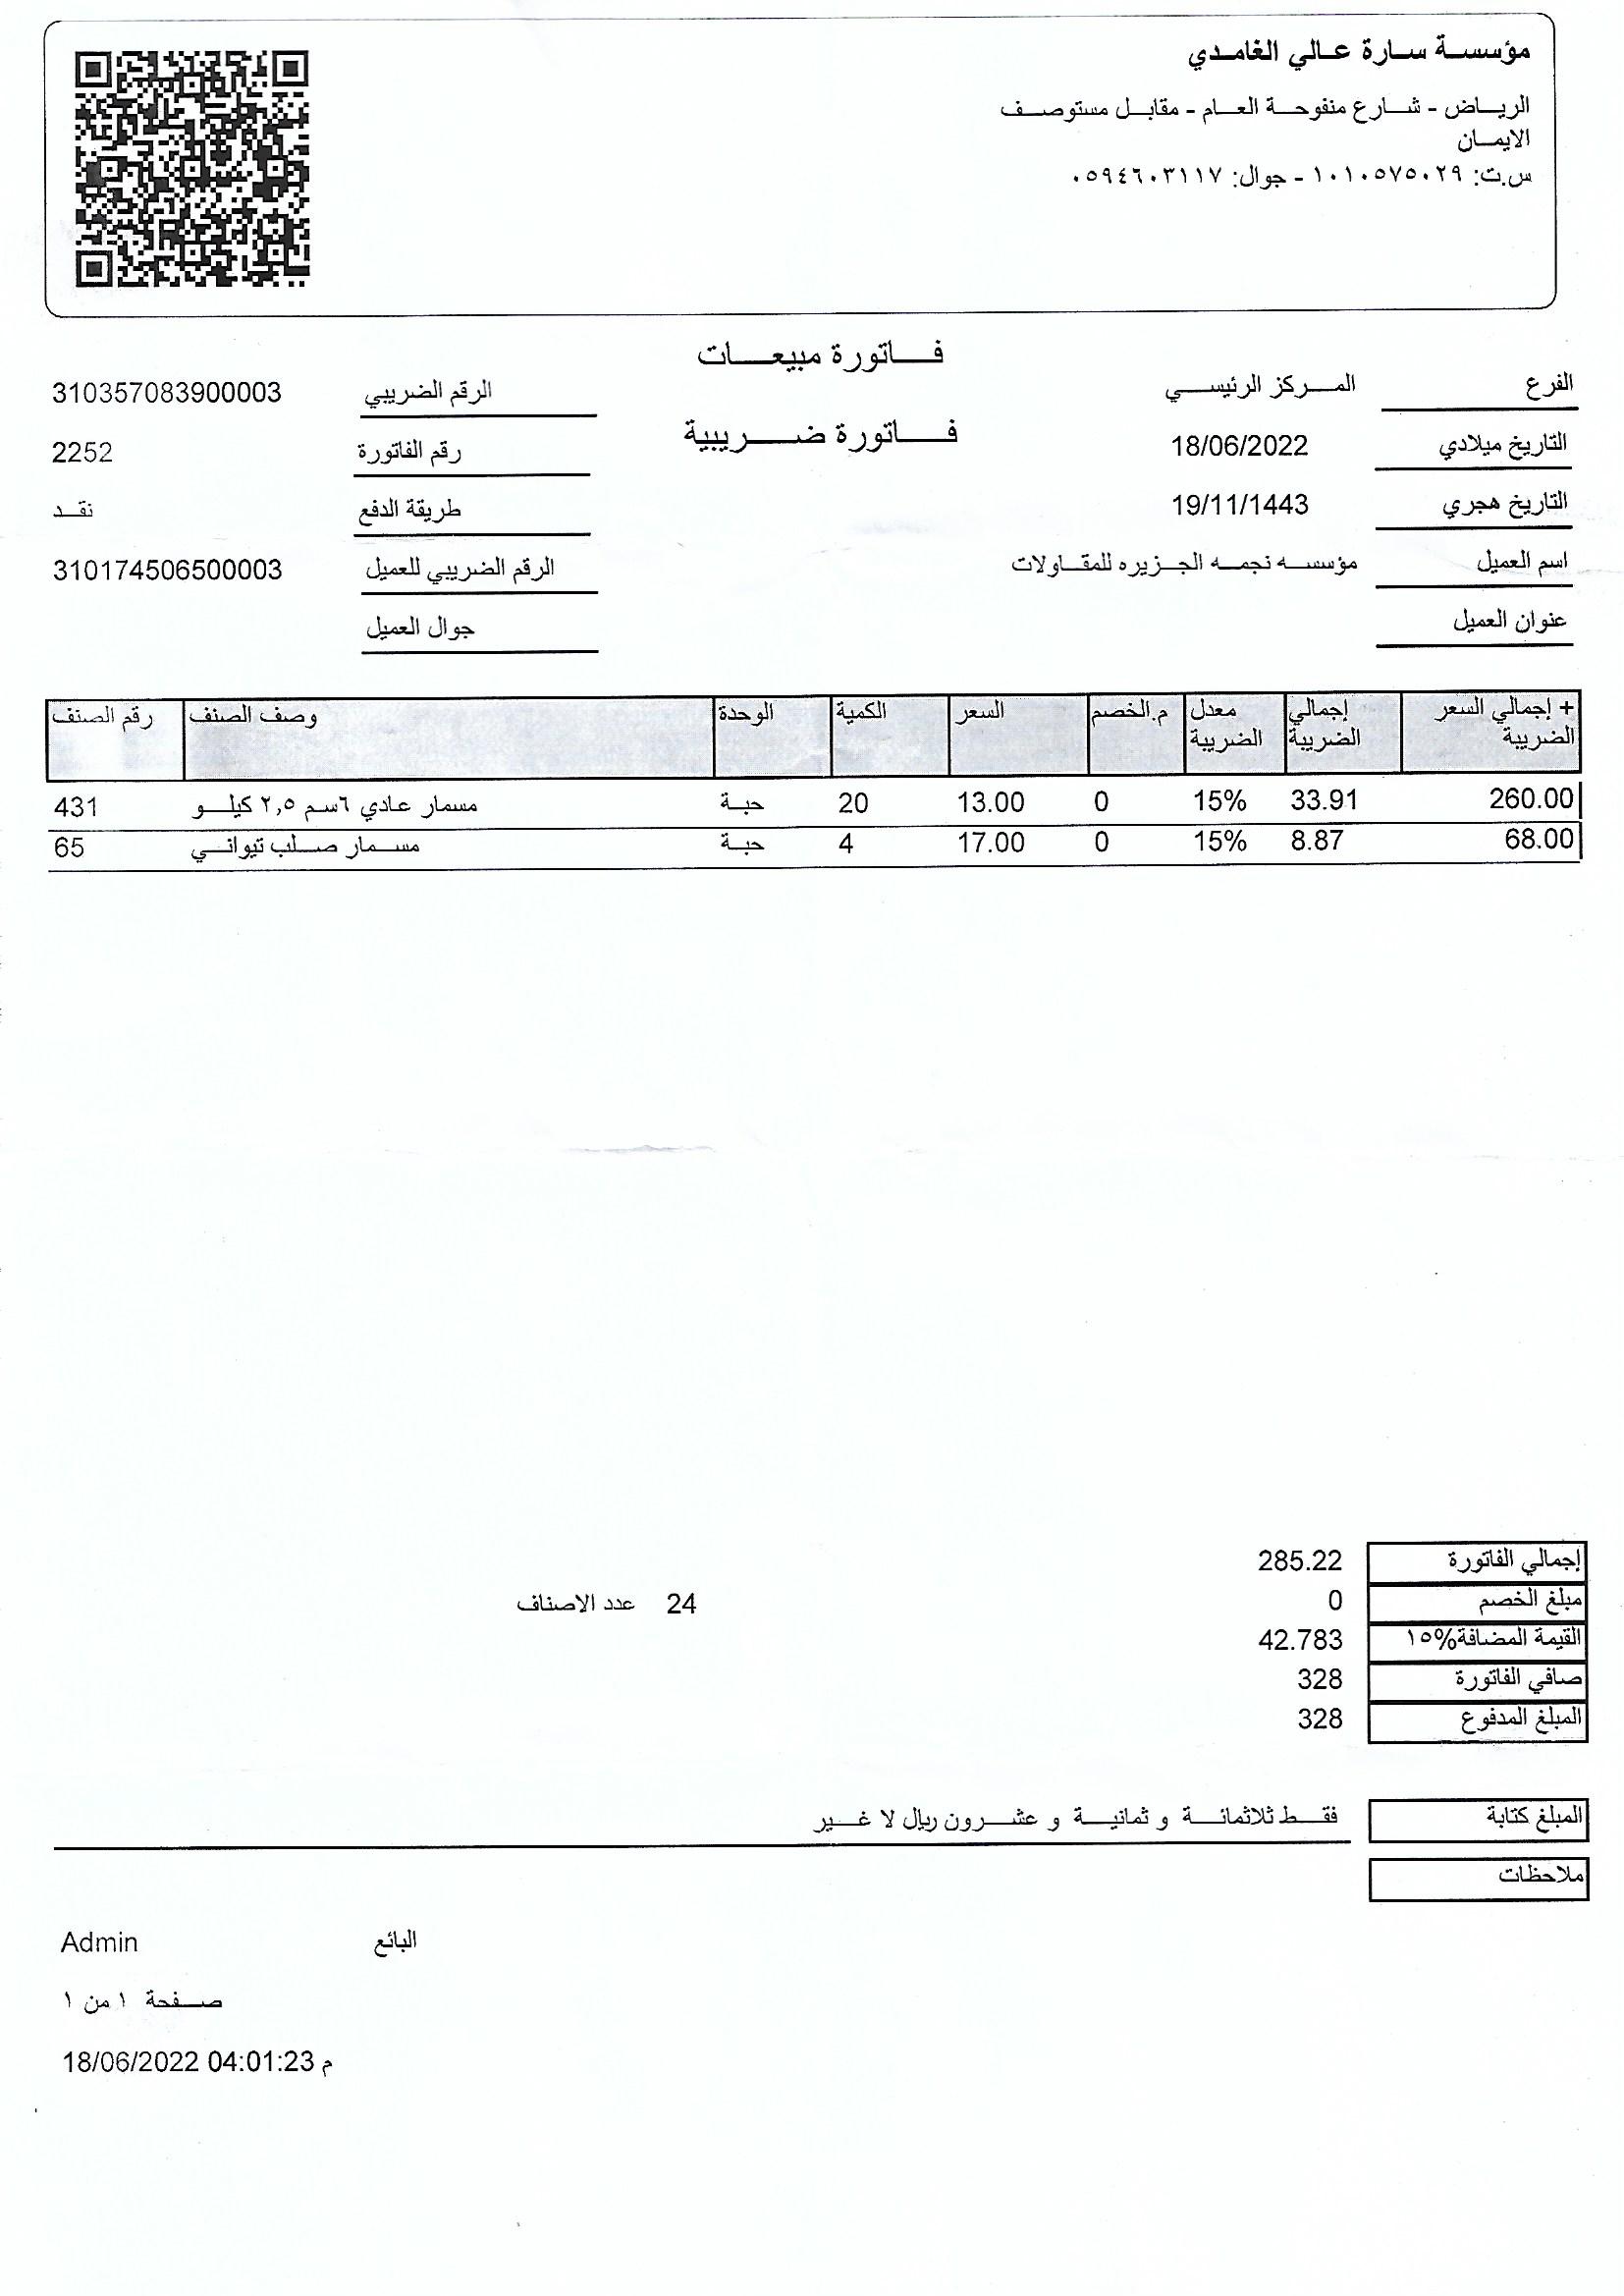 مؤسسة سارة عالي الغامدي
الرياض - شارع منفوحة العام - مقابل مستوصف
الايمان
س.ت: ١٠١٠٥٧٥٠٢٩ - جوال: ٠٥٩٤٦٠٣١١٧
فاتورة مبيعات
فاتورة ضريبية
الفرع المركز الرئيسي
الرقم الضريبي 310357083900003
التاريخ ميلادي 18/06/2022
رقم الفاتورة 2252
التاريخ هجري 19/11/1443
طريقة الدفع نقد
اسم العميل مؤسسه نجمه الجزيره للمقاولات
الرقم الضريبي للعميل 310174506500003
عنوان العميل
جوال العميل
رقم الصنف وصف الصنف الوحدة الكمية السعر م.الخصم معدل الضريبة إجمالي الضريبة إجمالي السعر + الضريبة
431 مسمار عادي ٦سم ٢,٥ كيلو حبة 20 13.00 0 15% 33.91 260.00
65 مسمار صلب تيواني حبة 4 17.00 0 15% 8.87 68.00
إجمالي الفاتورة 285.22
مبلغ الخصم 0
عدد الاصناف 24
القيمة المضافة%١٥ 42.783
صافي الفاتورة 328
المبلغ المدفوع 328
المبلغ كتابة فقط ثلاثمائة و ثمانية و عشرون ريال لا غير
ملاحظات
البائع Admin
صفحة ١ من ١
18/06/2022 04:01:23 م